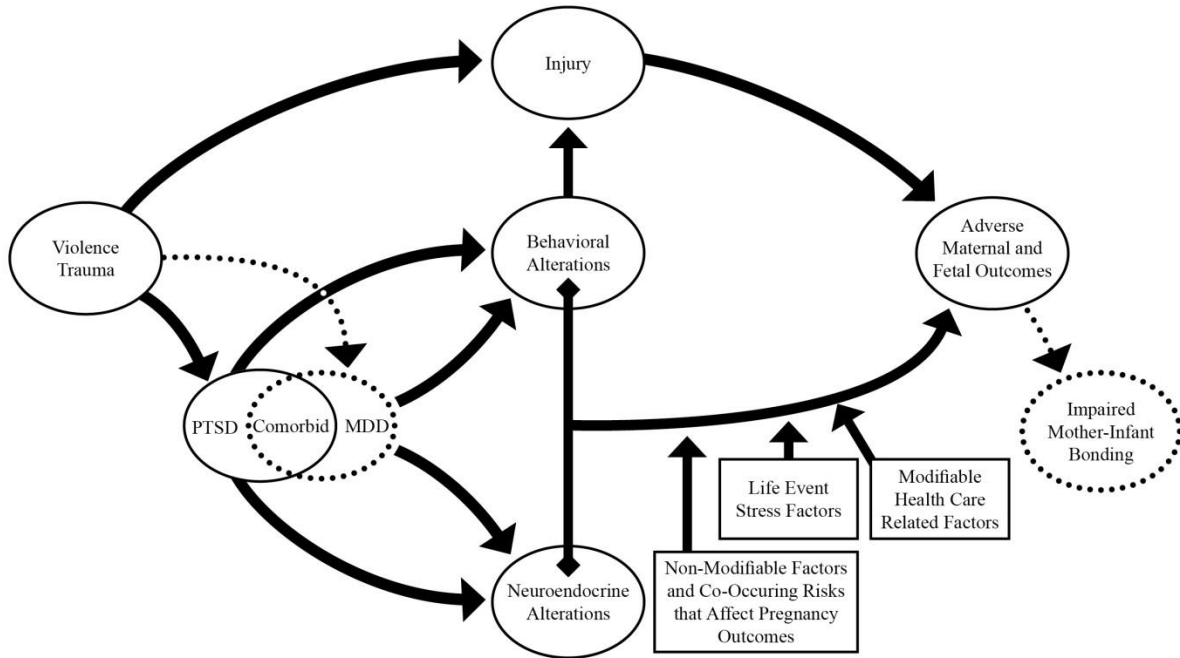 Injury
Violence
Trauma
Behavioral
Alterations
Adverse
Maternal and
Fetal Outcomes
PTSD
Comorbid
MDD
Impaired
Mother-Infant
Bonding
Life Event
Stress Factors
Modifiable
Health Care
Related Factors
Neuroendocrine
Alterations
Non-Modifiable Factors
and Co-Occuring Risks
that Affect Pregnancy
Outcomes